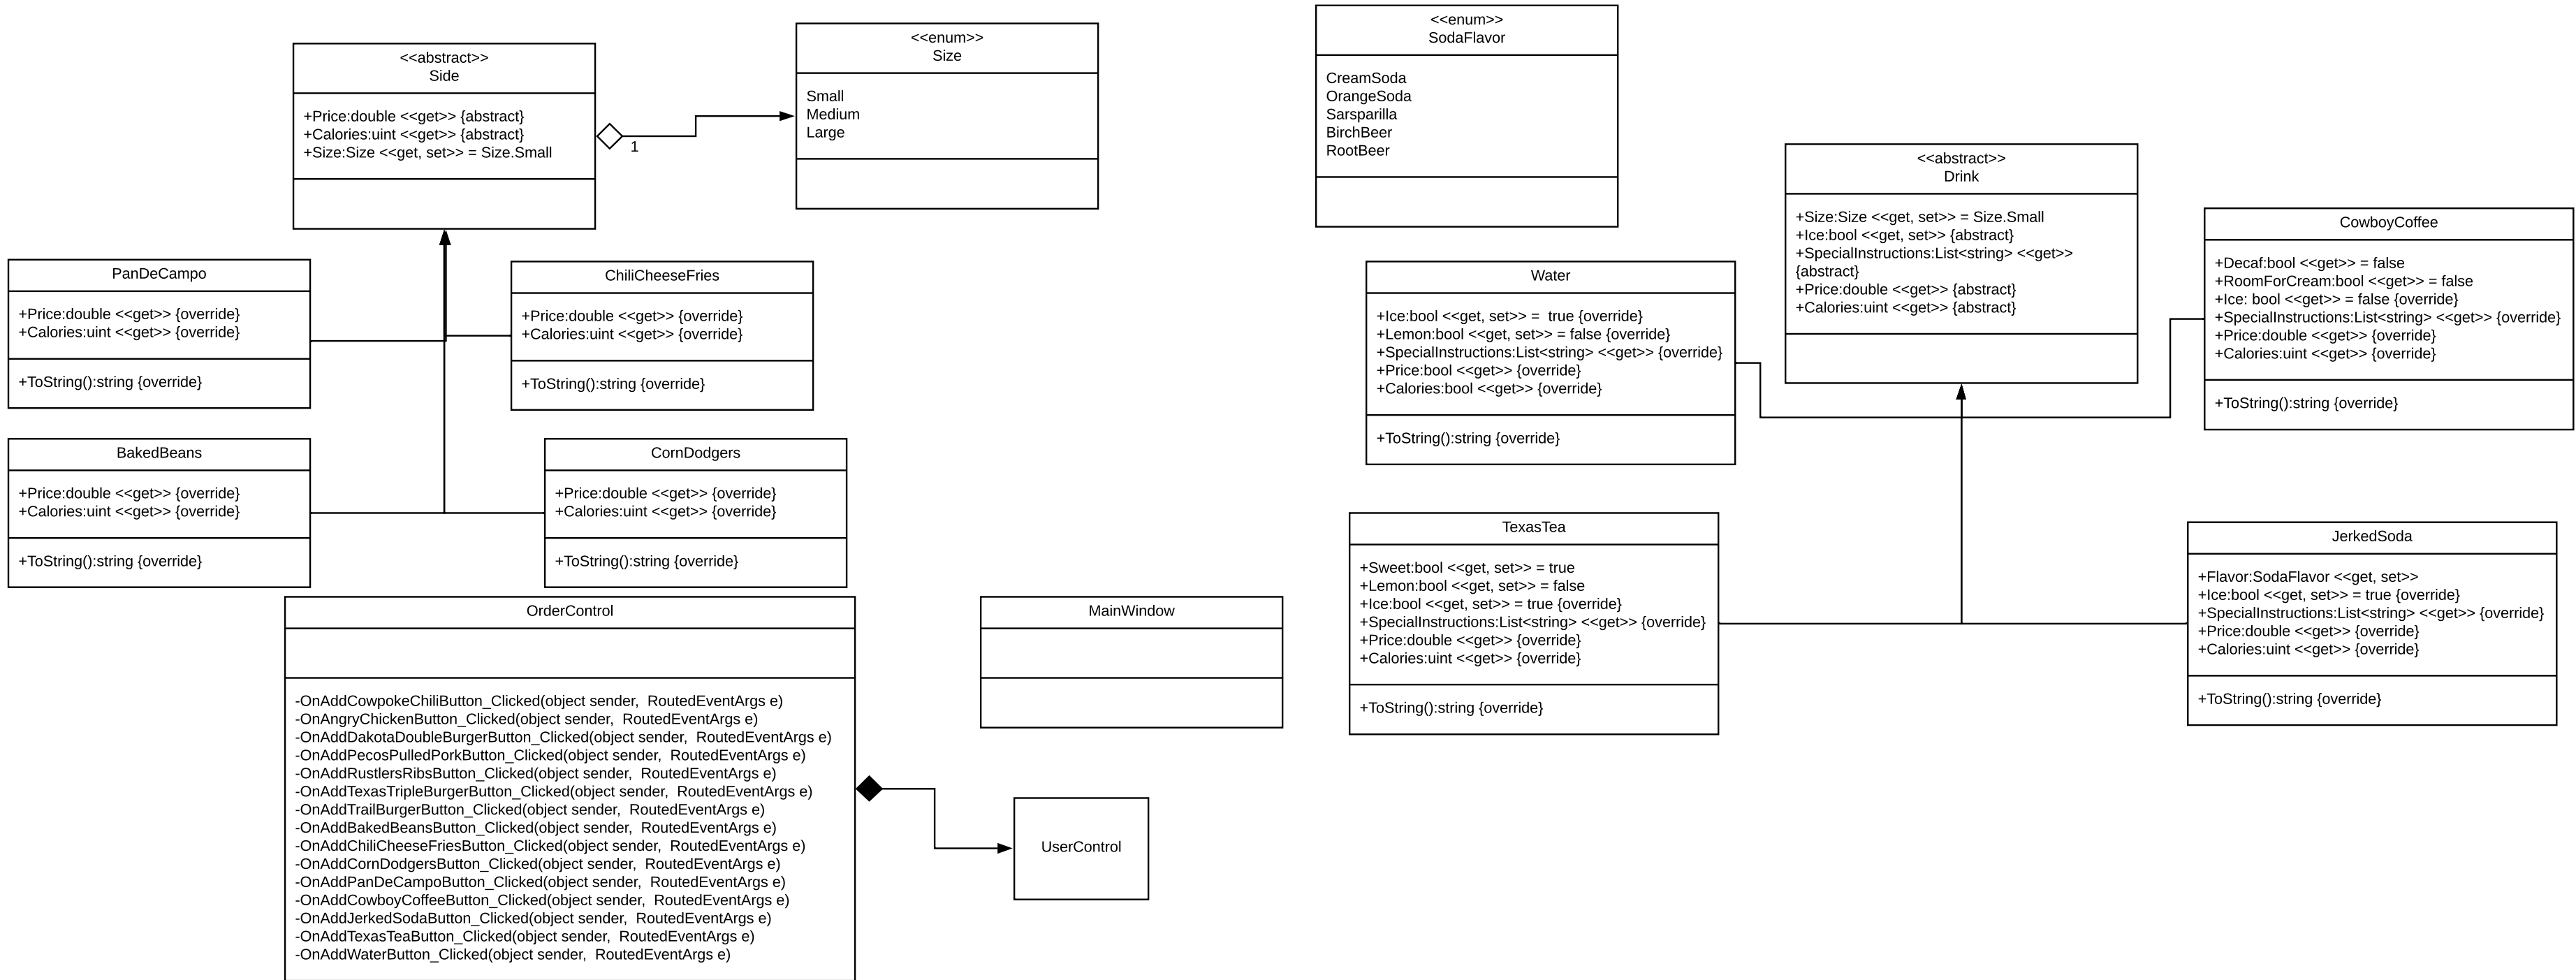 <<abstract>>
Side
+Price:double <<get>> {abstract}
+Calories:uint <<get>> {abstract}
+Size:Size <<get, set>> = Size.Small
1
<<enum>>
Size
Small
Medium
Large
<<enum>>
SodaFlavor
CreamSoda
OrangeSoda
Sarsparilla
BirchBeer
RootBeer
<<abstract>>
Drink
+Size:Size <<get, set>> = Size.Small
+Ice:bool <<get, set>> {abstract}
+SpecialInstructions:List<string> <<get>>
{abstract}
+Price:double <<get>> {abstract}
+Calories:uint <<get>> {abstract}
CowboyCoffee
+Decaf:bool <<get>> = false
+RoomForCream:bool <<get>> = false
+Ice: bool <<get>> = false {override}
+SpecialInstructions:List<string> <<get>> {override}
+Price:double <<get>> {override}
+Calories:uint <<get>> {override}
+ToString():string {override}
PanDeCampo
+Price:double <<get>> {override}
+Calories:uint <<get>> {override}
+ToString():string {override}
ChiliCheeseFries
+Price:double <<get>> {override}
+Calories:uint <<get>> {override}
+ToString():string {override}
Water
+Ice:bool <<get, set>> =  true {override}
+Lemon:bool <<get, set>> = false {override}
+SpecialInstructions:List<string> <<get>> {override}
+Price:bool <<get>> {override}
+Calories:bool <<get>> {override}
+ToString():string {override}
BakedBeans
+Price:double <<get>> {override}
+Calories:uint <<get>> {override}
+ToString():string {override}
CornDodgers
+Price:double <<get>> {override}
+Calories:uint <<get>> {override}
+ToString():string {override}
TexasTea
+Sweet:bool <<get, set>> = true
+Lemon:bool <<get, set>> = false
+Ice:bool <<get, set>> = true {override}
+SpecialInstructions:List<string> <<get>> {override}
+Price:double <<get>> {override}
+Calories:uint <<get>> {override}
+ToString():string {override}
JerkedSoda
+Flavor:SodaFlavor <<get, set>>
+Ice:bool <<get, set>> = true {override}
+SpecialInstructions:List<string> <<get>> {override}
+Price:double <<get>> {override}
+Calories:uint <<get>> {override}
+ToString():string {override}
OrderControl
-OnAddCowpokeChiliButton_Clicked(object sender,  RoutedEventArgs e)
-OnAngryChickenButton_Clicked(object sender,  RoutedEventArgs e)
-OnAddDakotaDoubleBurgerButton_Clicked(object sender,  RoutedEventArgs e)
-OnAddPecosPulledPorkButton_Clicked(object sender,  RoutedEventArgs e)
-OnAddRustlersRibsButton_Clicked(object sender,  RoutedEventArgs e)
-OnAddTexasTripleBurgerButton_Clicked(object sender,  RoutedEventArgs e)
-OnAddTrailBurgerButton_Clicked(object sender,  RoutedEventArgs e)
-OnAddBakedBeansButton_Clicked(object sender,  RoutedEventArgs e)
-OnAddChiliCheeseFriesButton_Clicked(object sender,  RoutedEventArgs e)
-OnAddCornDodgersButton_Clicked(object sender,  RoutedEventArgs e)
-OnAddPanDeCampoButton_Clicked(object sender,  RoutedEventArgs e)
-OnAddCowboyCoffeeButton_Clicked(object sender,  RoutedEventArgs e)
-OnAddJerkedSodaButton_Clicked(object sender,  RoutedEventArgs e)
-OnAddTexasTeaButton_Clicked(object sender,  RoutedEventArgs e)
-OnAddWaterButton_Clicked(object sender,  RoutedEventArgs e)
MainWindow
UserControl